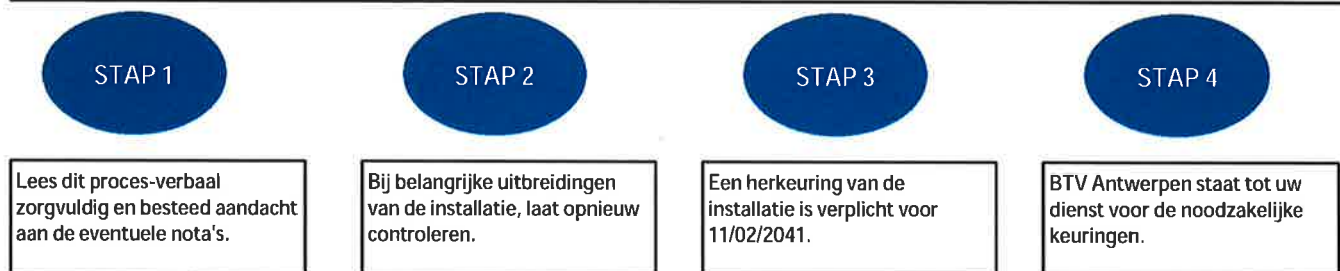 STAP 1
Lees dit proces-verbaal
zorgvuldig en besteed aandacht
aan de eventuele nota's.
STAP 2
Bij belangrijke uitbreidingen
van de installatie, laat opnieuw
controleren.
STAP 3
Een herkeuring van de
installatie is verplicht voor
11/02/2041.
STAP 4
BTV Antwerpen staat tot uw
dienst voor de noodzakelijke
keuringen.